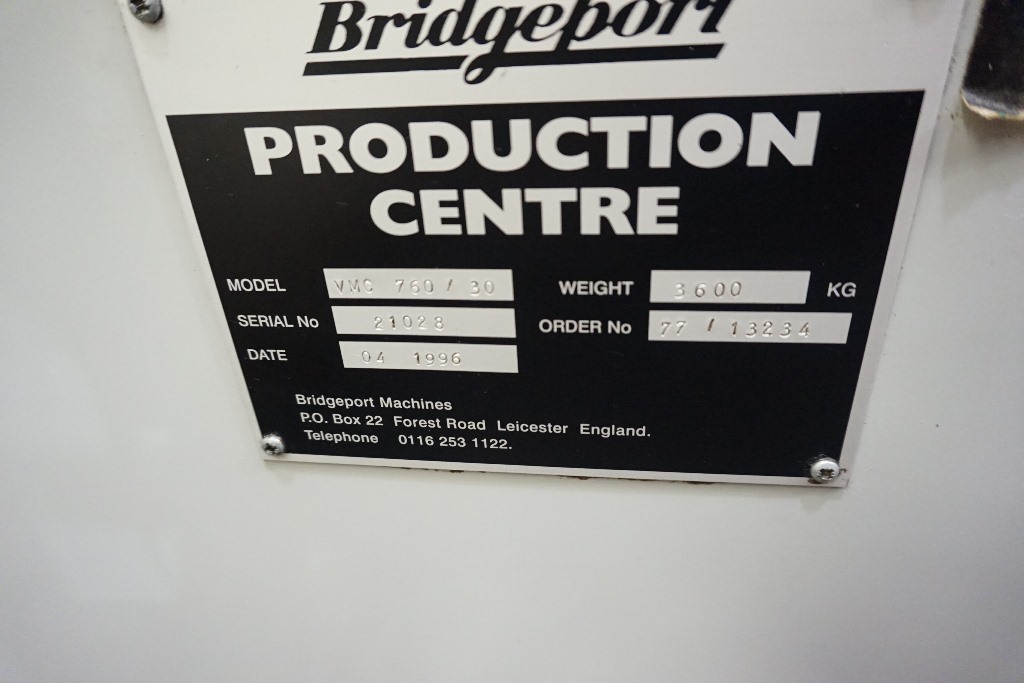 Bridgeport
PRODUCTION
CENTRE
MODEL VMC 760 / 30 WEIGHT 3600 KG
SERIAL No 21028 ORDER No 77 / 13234
DATE 04 1996
Bridgeport Machines
P.O. Box 22 Forest Road Leicester England.
Telephone 0116 253 1122.